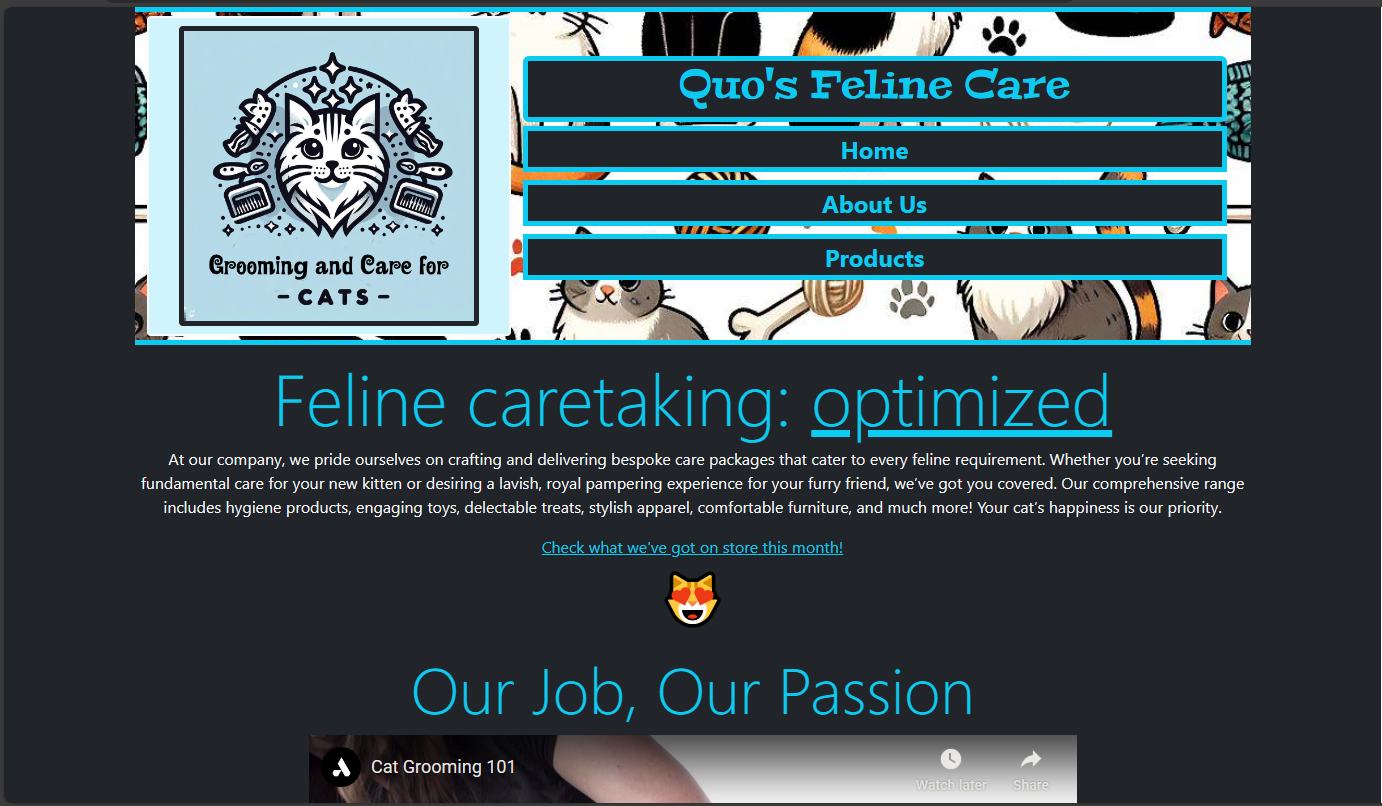 Grooming and Care for
- CATS -
Quo's Feline Care
Home
About Us
Products
Feline caretaking: optimized
At our company, we pride ourselves on crafting and delivering bespoke care packages that cater to every feline requirement. Whether you’re seeking
fundamental care for your new kitten or desiring a lavish, royal pampering experience for your furry friend, we’ve got you covered. Our comprehensive range
includes hygiene products, engaging toys, delectable treats, stylish apparel, comfortable furniture, and much more! Your cat’s happiness is our priority.
Check what we've got on store this month!
Our Job, Our Passion
Cat Grooming 101
Watch later
Share